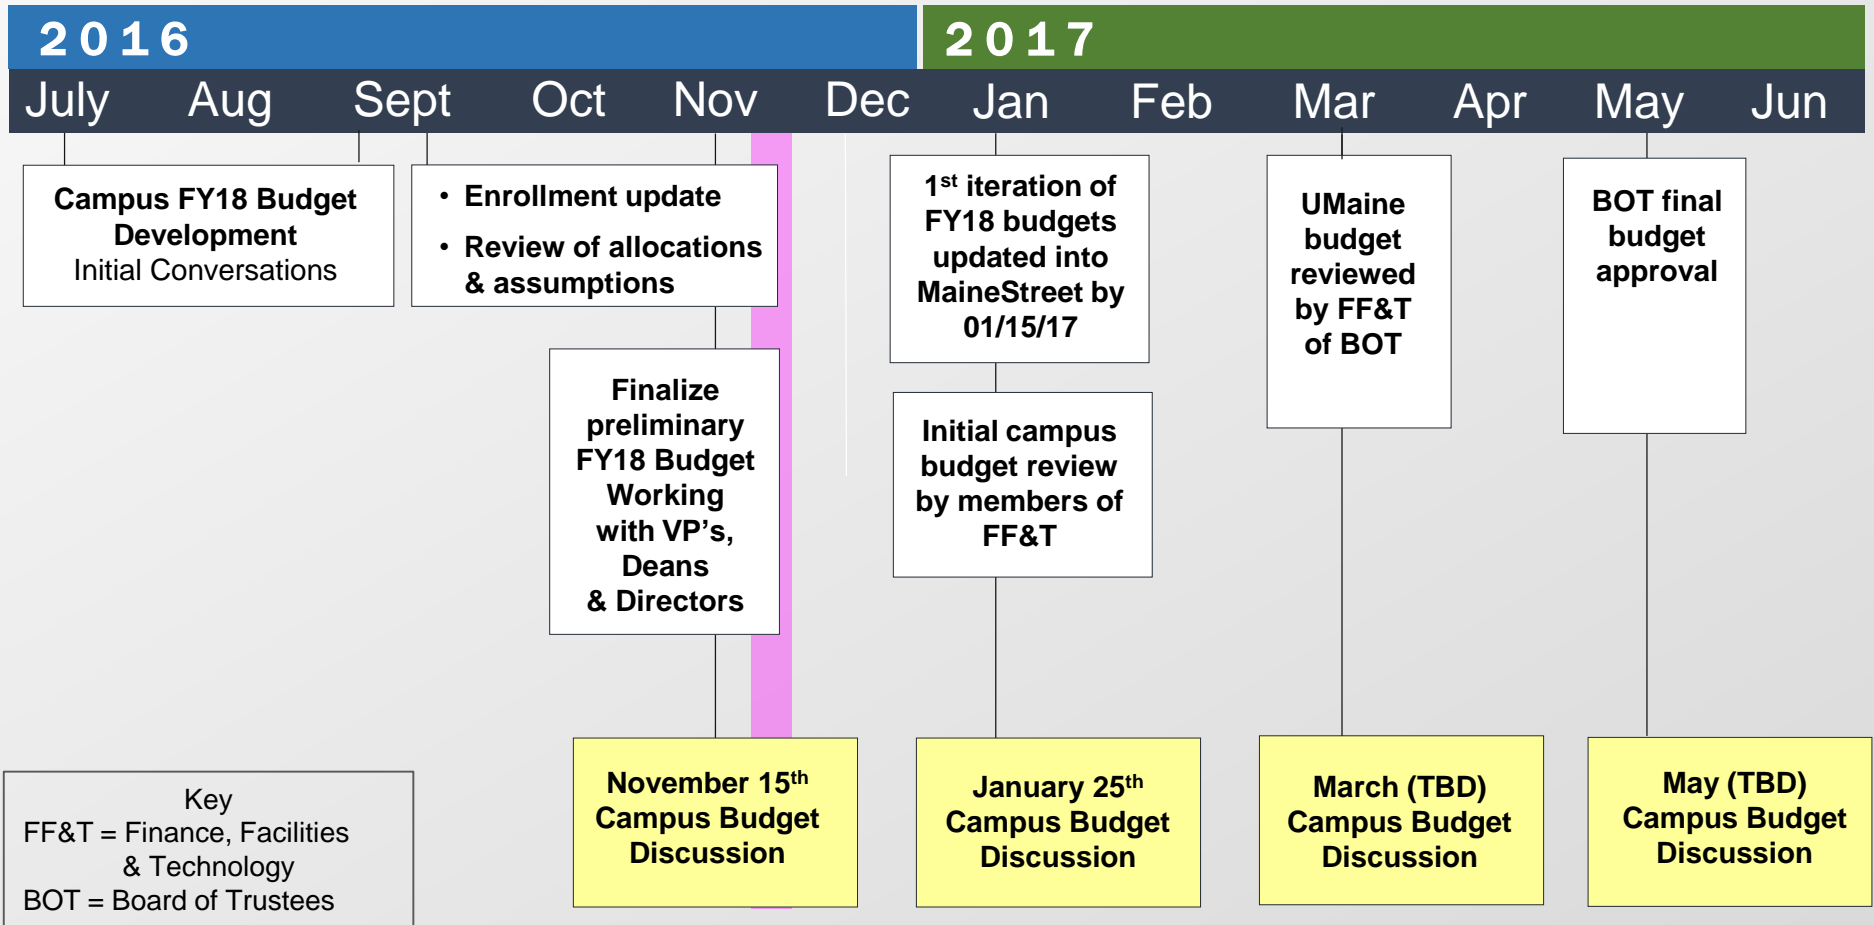 2016
2017
July Aug Sept Oct Nov Dec Jan Feb Mar Apr May Jun
Campus FY18 Budget
Development
Initial Conversations
• Enrollment update
• Review of allocations
& assumptions
Finalize
preliminary
FY18 Budget
Working
with VP's,
Deans
& Directors
1st iteration of
FY18 budgets
updated into
MaineStreet by
01/15/17
Initial campus
budget review
by members of
FF&T
UMaine
budget
reviewed
by FF&T
of BOT
BOT final
budget
approval
November 15th
Campus Budget
Discussion
January 25th
Campus Budget
Discussion
March (TBD)
Campus Budget
Discussion
May (TBD)
Campus Budget
Discussion
Key
FF&T = Finance, Facilities
& Technology
BOT = Board of Trustees